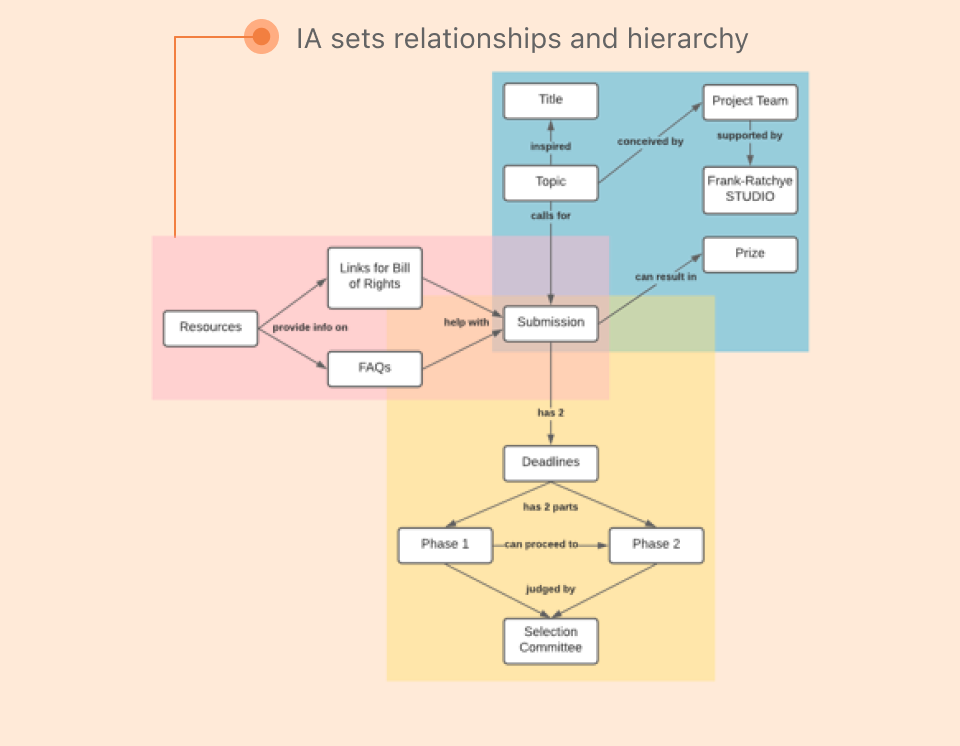 IA sets relationships and hierarchy
Title
Project Team
supported by
inspired
conceived by
Topic
Frank-Ratchye
STUDIO
calls for
Prize
Links for Bill
of Rights
can result in
Resources
provide info on
help with
Submission
FAQs
has 2
Deadlines
has 2 parts
Phase 1
can proceed to
Phase 2
judged by
Selection
Committee